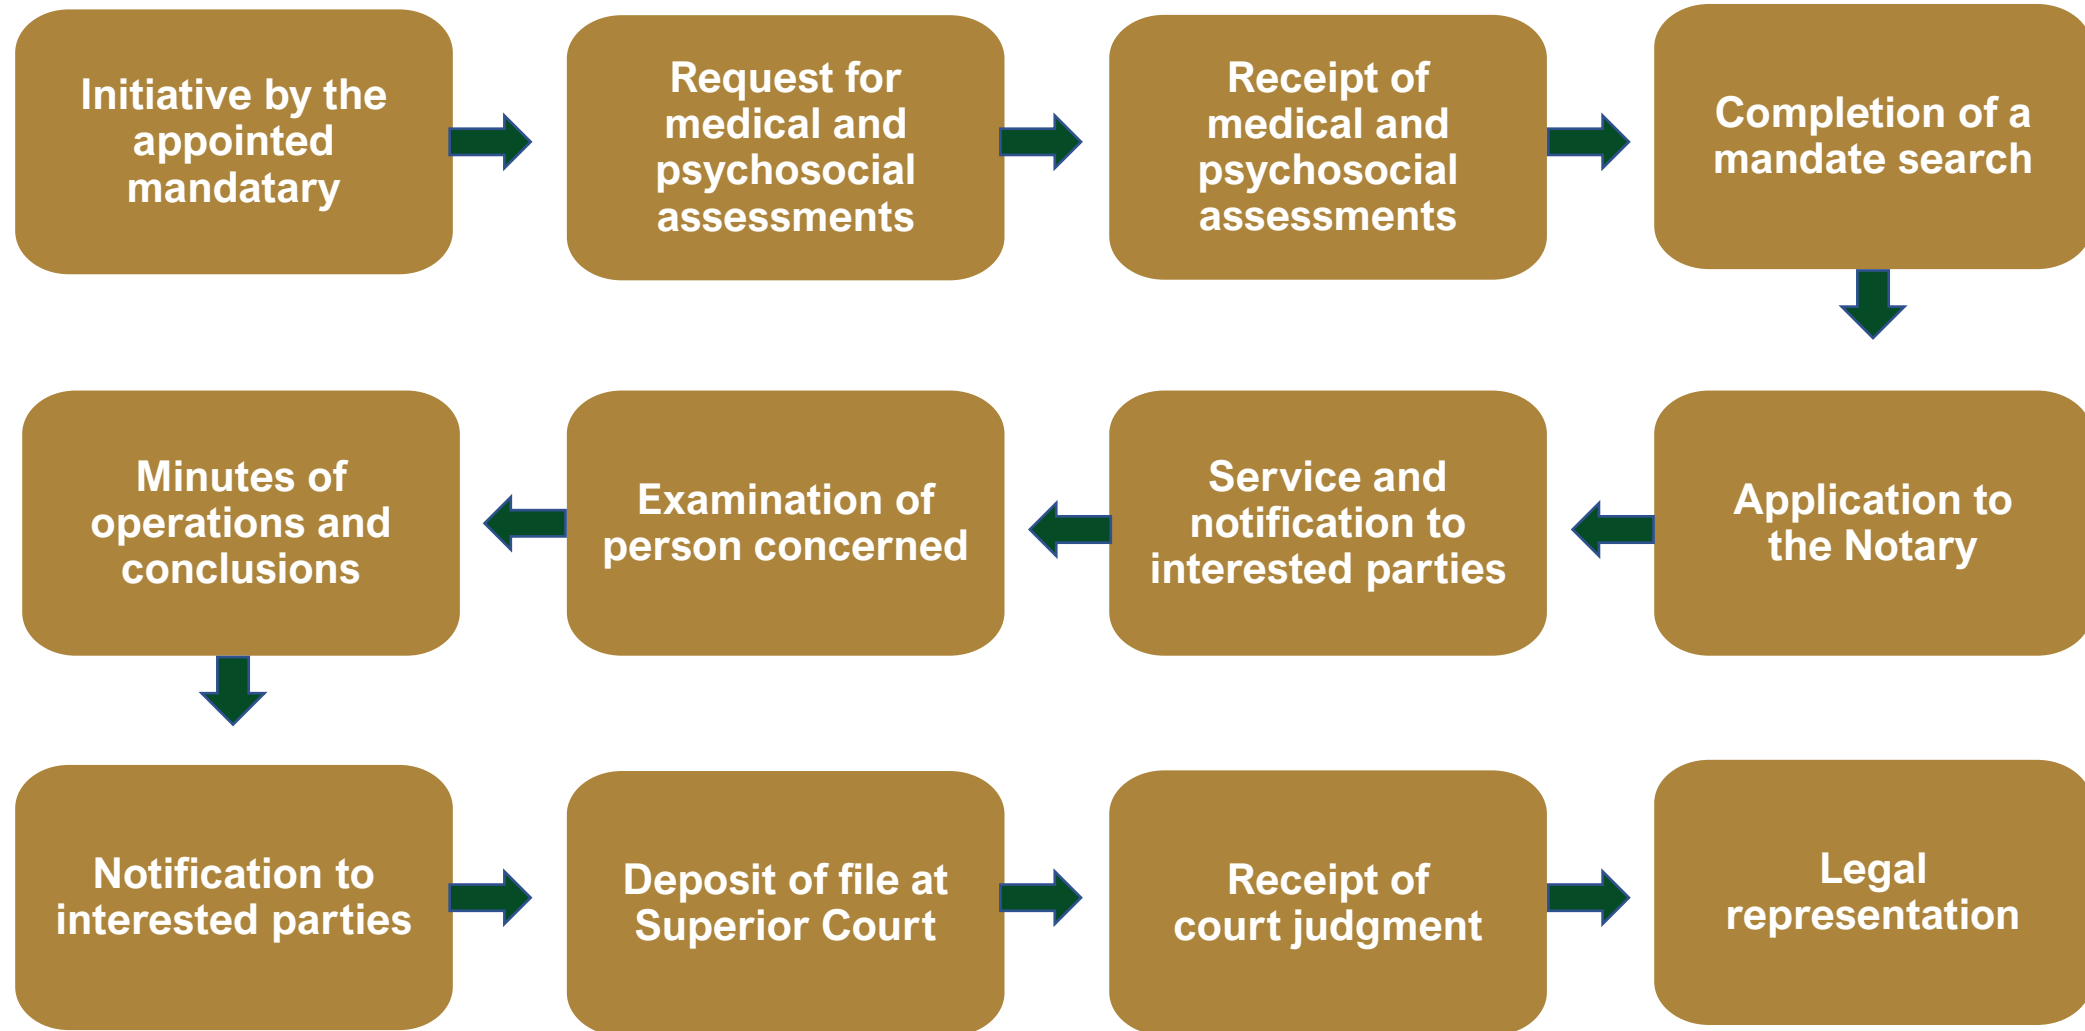 Initiative by the
appointed
mandatary
Request for
medical and
psychosocial
assessments
Receipt of
medical and
psychosocial
assessments
Completion of a
mandate search
Application to
the Notary
Service and
notification to
interested parties
Examination of
person concerned
Minutes of
operations and
conclusions
Notification to
interested parties
Deposit of file at
Superior Court
Receipt of
court judgment
Legal
representation